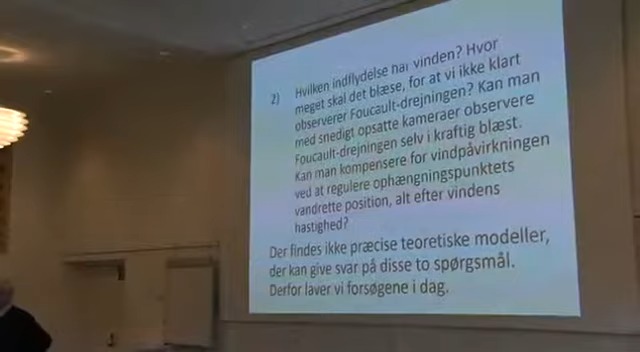 2) Hvilken indflydelse har vinden? Hvor
meget skal det blæse, for at vi ikke klart
observerer Foucault-drejningen? Kan man
med snedigt opsatte kameraer observere
Foucault-drejningen selv i kraftig blæst.
Kan man kompensere for vindpåvirkningen
ved at regulere ophængningspunktets
vandrette position, alt efter vindens
hastighed?
Der findes ikke præcise teoretiske modeller,
der kan give svar på disse to spørgsmål.
Derfor laver vi forsøgene i dag.